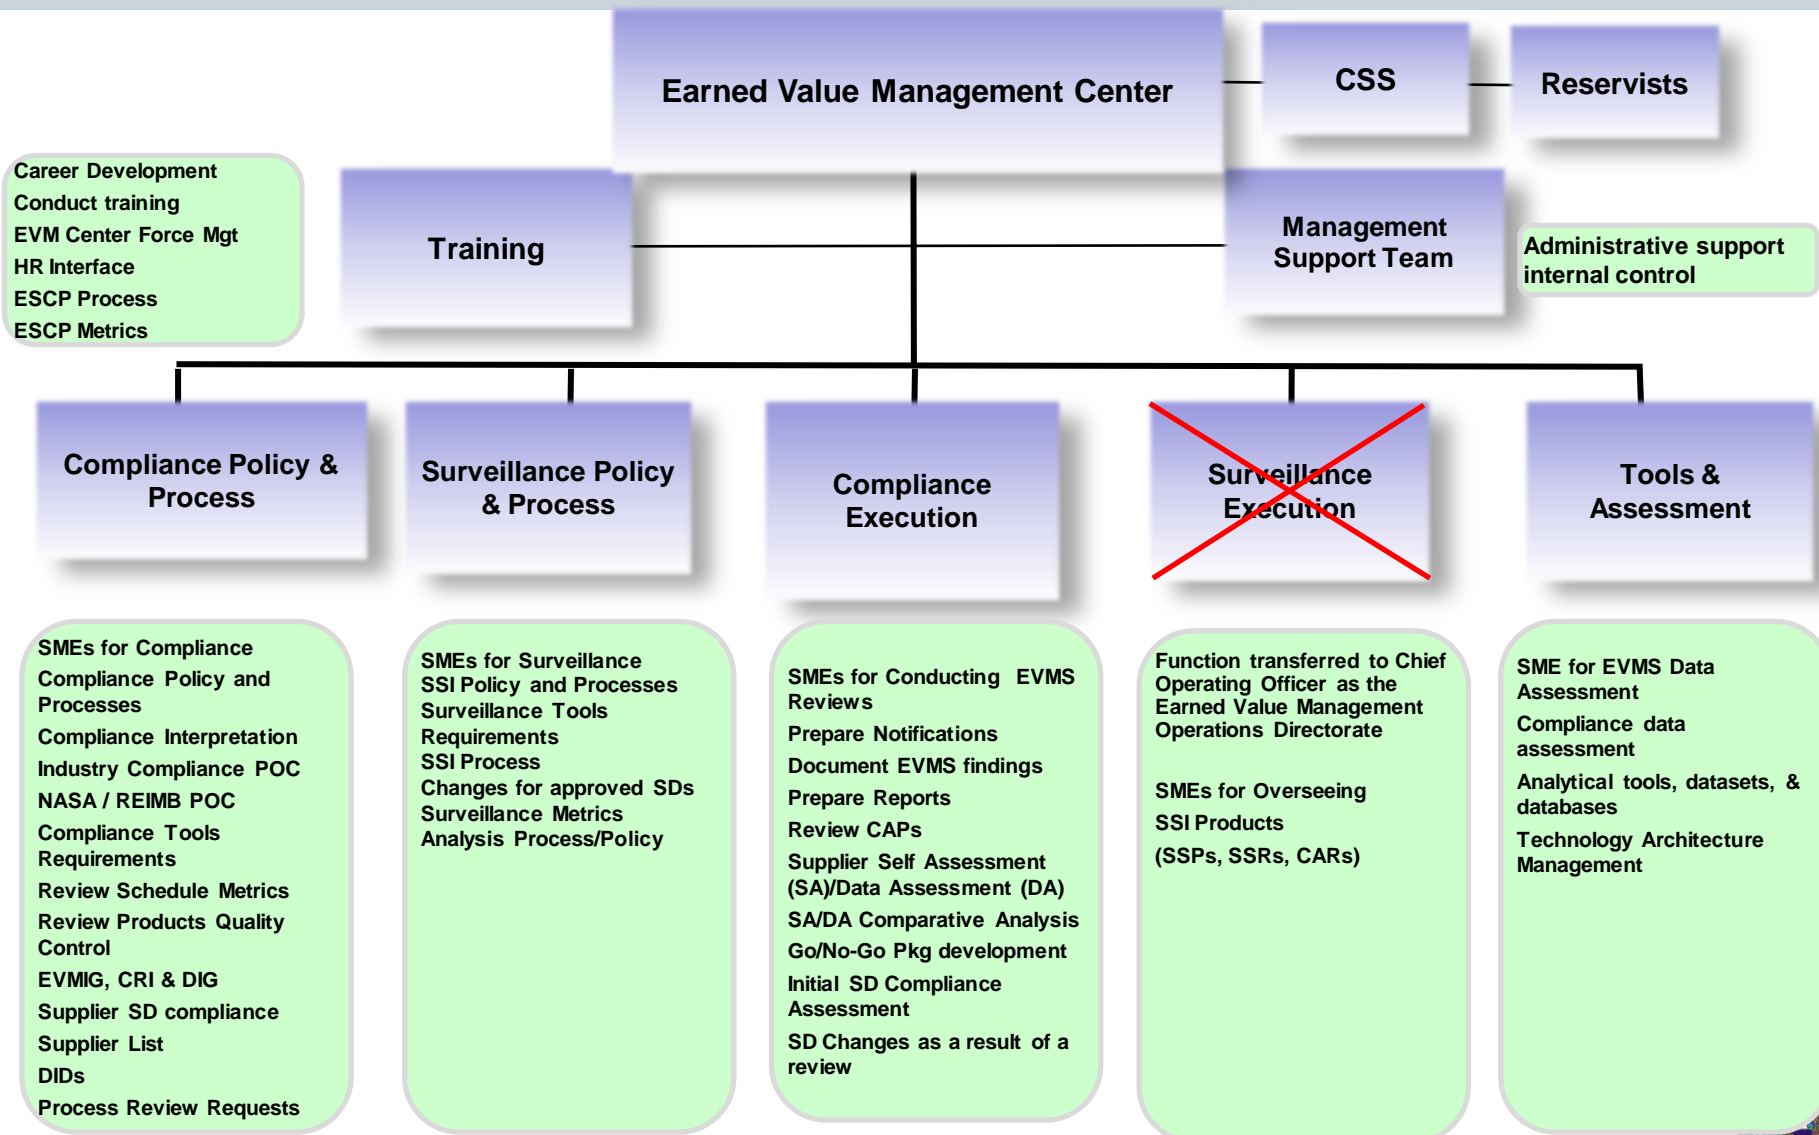 Earned Value Management Center
CSS
Reservists
Career Development
Conduct training
EVM Center Force Mgt
HR Interface
ESCP Process
ESCP Metrics
Training
Management
Support Team
Administrative support
internal control
Compliance Policy &
Process
Surveillance Policy
& Process
Compliance
Execution
Surveillance
Execution
Tools &
Assessment
SMEs for Compliance
Compliance Policy and
Processes
Compliance Interpretation
Industry Compliance POC
NASA / REIMB POC
Compliance Tools
Requirements
Review Schedule Metrics
Review Products Quality
Control
EVMIG, CRI & DIG
Supplier SD compliance
Supplier List
DIDs
Process Review Requests
SMEs for Surveillance
SSI Policy and Processes
Surveillance Tools
Requirements
SSI Process
Changes for approved SDs
Surveillance Metrics
Analysis Process/Policy
SMEs for Conducting EVMS
Reviews
Prepare Notifications
Document EVMS findings
Prepare Reports
Review CAPs
Supplier Self Assessment
(SA)/Data Assessment (DA)
SA/DA Comparative Analysis
Go/No-Go Pkg development
Initial SD Compliance
Assessment
SD Changes as a result of a
review
Function transferred to Chief
Operating Officer as the
Earned Value Management
Operations Directorate
SMEs for Overseeing
SSI Products
(SSPs, SSRs, CARs)
SME for EVMS Data
Assessment
Compliance data
assessment
Analytical tools, datasets, &
databases
Technology Architecture
Management